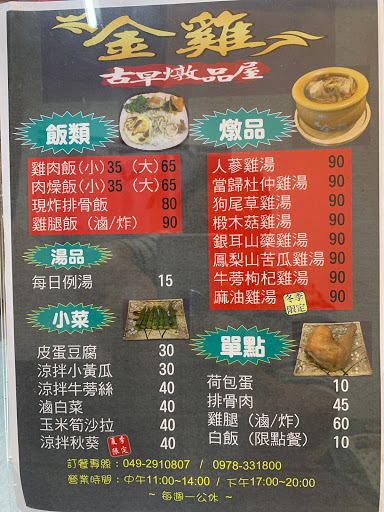 金雞
古早燉品屋
飯類
雞肉飯(小)35 (大)65
肉燥飯(小)35 (大)65
現炸排骨飯 80
雞腿飯 (滷/炸) 90
湯品
每日例湯 15
小菜
皮蛋豆腐 30
涼拌小黃瓜 30
涼拌牛蒡絲 40
滷白菜 40
玉米筍沙拉 40
涼拌秋葵 夏季限定 40
燉品
人蔘雞湯 90
當歸杜仲雞湯 90
狗尾草雞湯 90
椴木菇雞湯 90
銀耳山藥雞湯 90
鳳梨山苦瓜雞湯 90
牛蒡枸杞雞湯 90
麻油雞湯 冬季限定 90
單點
荷包蛋 10
排骨肉 45
雞腿 (滷/炸) 60
白飯 (限點餐) 10
訂餐專線：049-2910807 / 0978-331800
營業時間：中午11:00~14:00 / 下午17:00~20:00
~ 每週一公休 ~